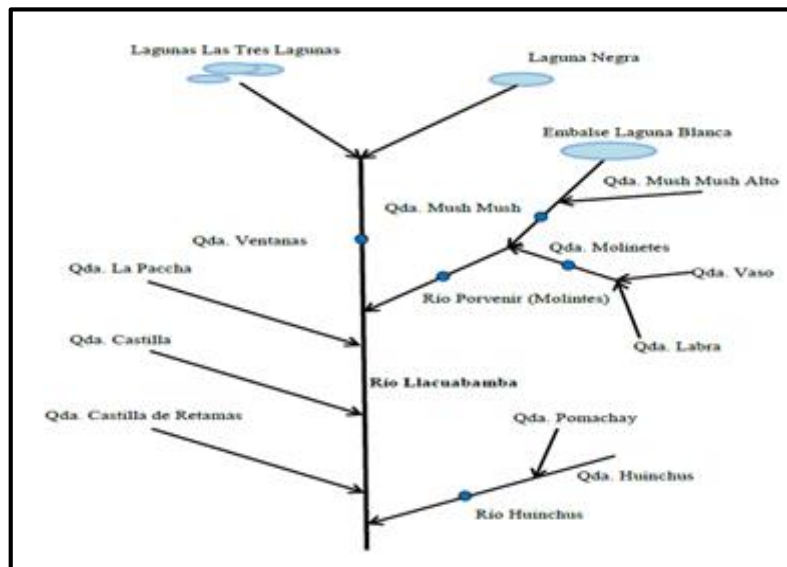 Lagunas Las Tres Lagunas
Laguna Negra
Embalse Laguna Blanca
Qda. Mush Mush Alto
Qda. Mush Mush
Qda. Ventanas
Qda. Molinetes
Qda. La Paccha
Qda. Vaso
Río Porvenir (Molintes)
Qda. Castilla
Qda. Labra
Río Llacuabamba
Qda. Castilla de Retamas
Qda. Pomachay
Qda. Huinchus
Río Huinchus